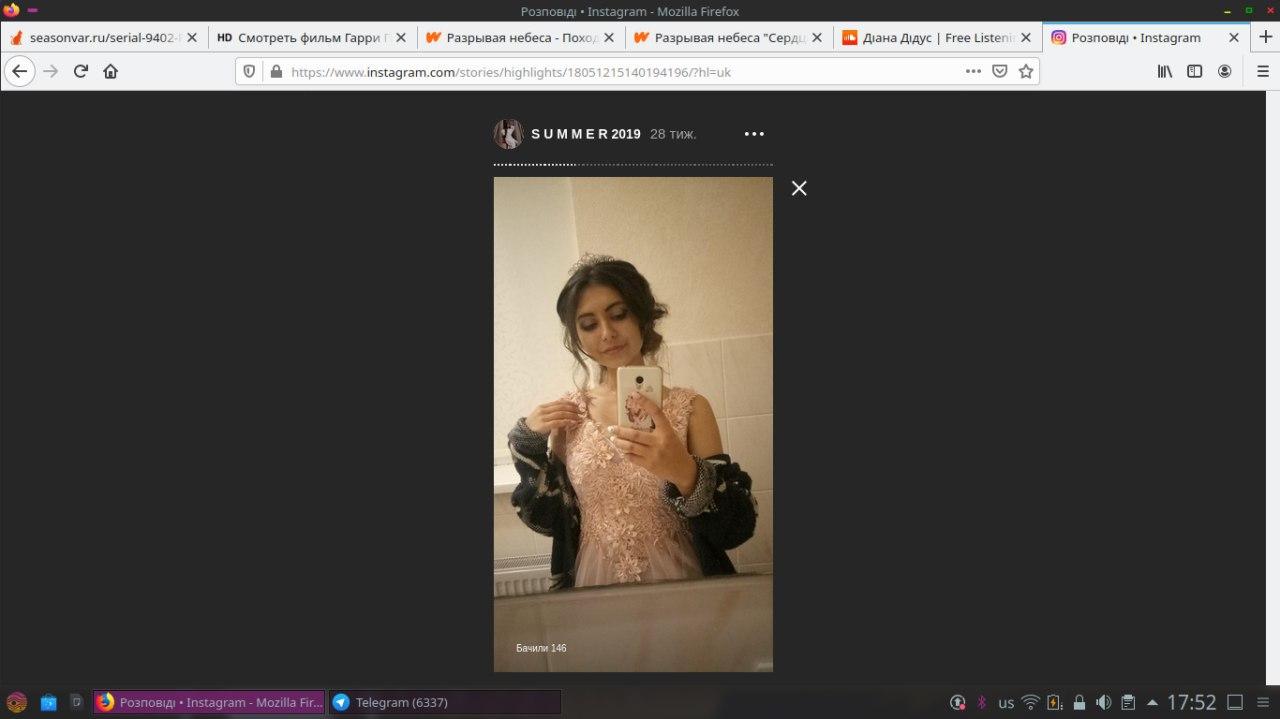 Розповіді • Instagram - Mozilla Firefox
seasonvar.ru/serial-9402-
HD Смотреть фильм Гарри
Разрывая небеса - Поход
Разрывая небеса "Сердц
Діана Дідус | Free Listenin
Розповіді • Instagram
https://www.instagram.com/stories/highlights/18051215140194196/?hl=uk
S U M M E R 2019 28 тиж.
Бачили 146
Розповіді • Instagram - Mozilla Fir...
Telegram (6337)
us
17:52